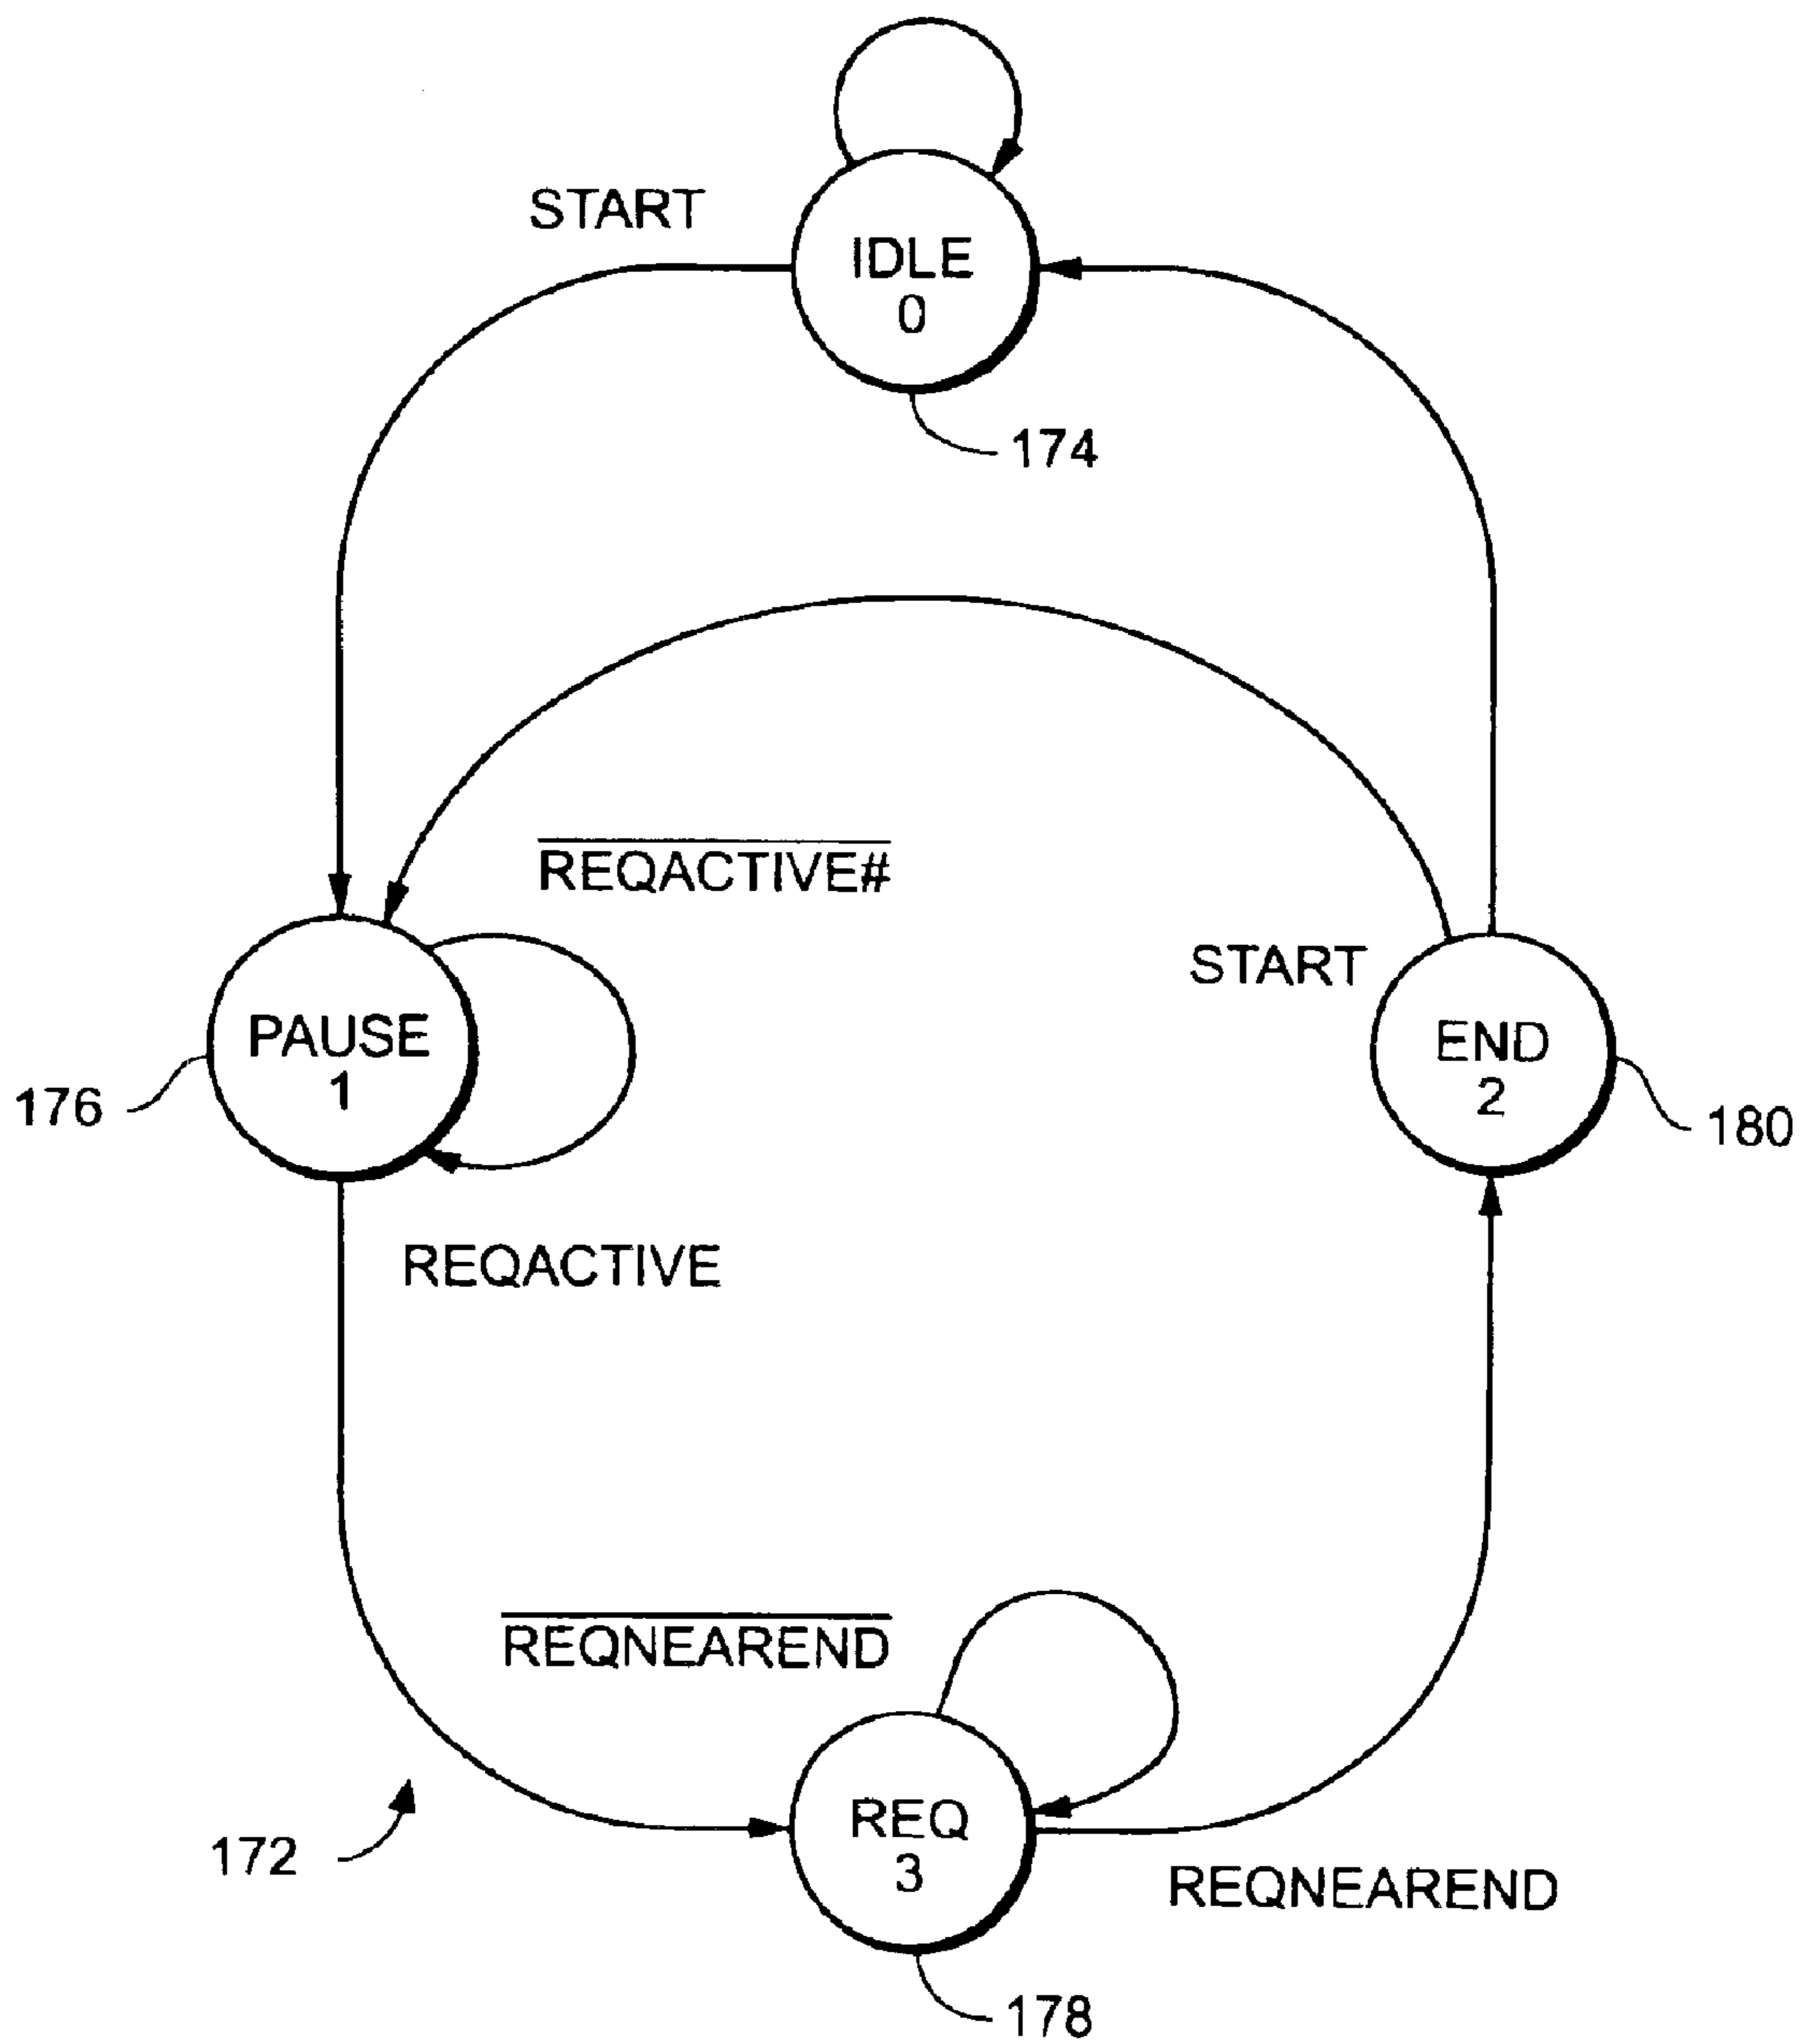 START
IDLE
0
174
REQACTIVE#
START
PAUSE
1
END
2
176
180
REQACTIVE
REQNEAREND
REQ
3
172
REQNEAREND
178